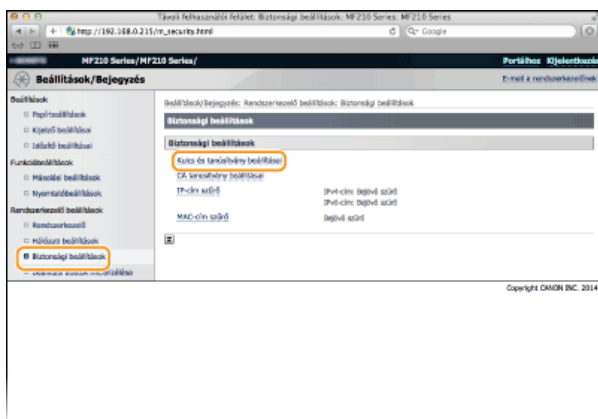 Távoli felhasználói felület: Biztonsági beállítások: MF210 Series: MF210 Series
http://192.168.0.215/m_security.html
Google
MF210 Series/MF210 Series/
Portálhoz Kijelentkezés
Beállítások/Bejegyzés
E-mail a rendszerkezelőnek
Beállítások
Papírbeállítások
Kijelző beállításai
Időzítő beállításai
Funkcióbeállítások
Másolási beállítások
Nyomtatóbeállítások
Rendszerkezelő beállítások
Rendszerkezelő
Hálózati beállítások
Biztonsági beállítások
Beállítás/Bejegyzés: Rendszerkezelő beállítások: Biztonsági beállítások
Biztonsági beállítások
Biztonsági beállítások
Kulcs és tanúsítvány beállításai
CA tanúsítvány beállításai
IP-cím szűrő
IPv4-cím: Bejövő szűrő
IPv6-cím: Bejövő szűrő
MAC-cím szűrő
Bejövő szűrő
Copyright CANON INC. 2014